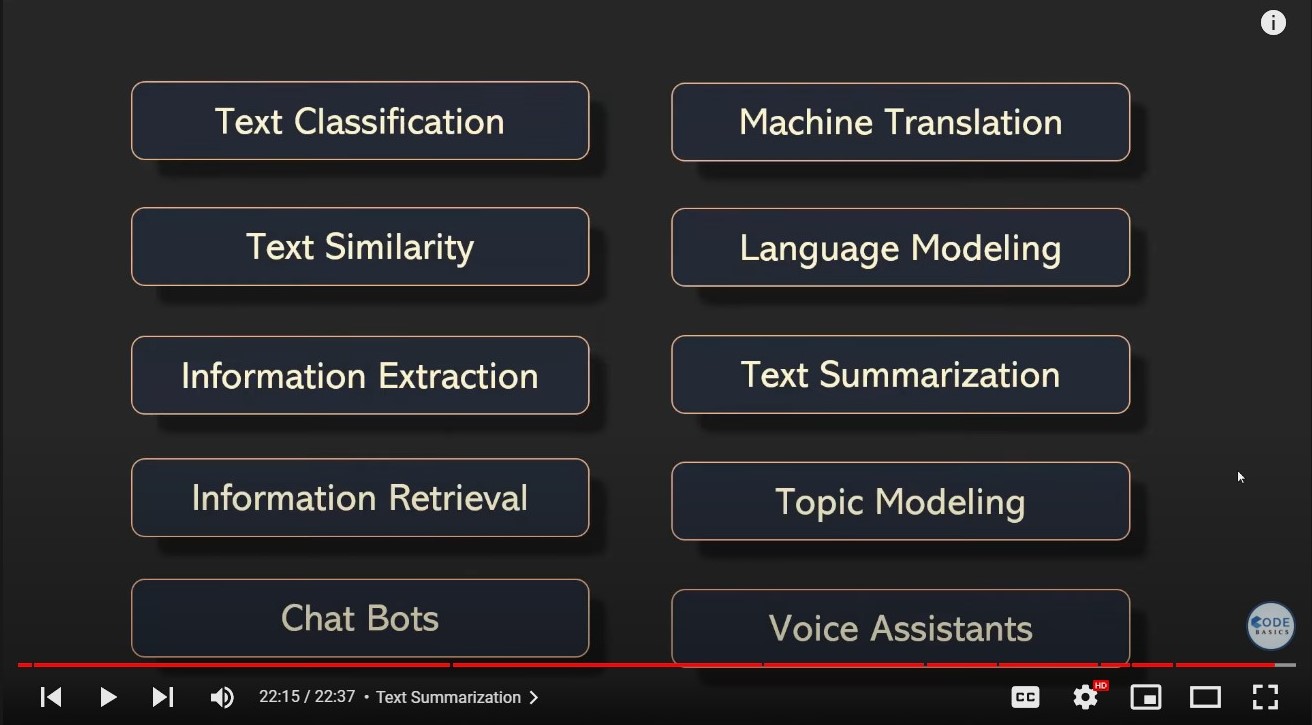 Text Classification
Machine Translation
Text Similarity
Language Modeling
Information Extraction
Text Summarization
Information Retrieval
Topic Modeling
Chat Bots
Voice Assistants
CODE
BASICS
22:15 / 22:37 • Text Summarization
CC
HD